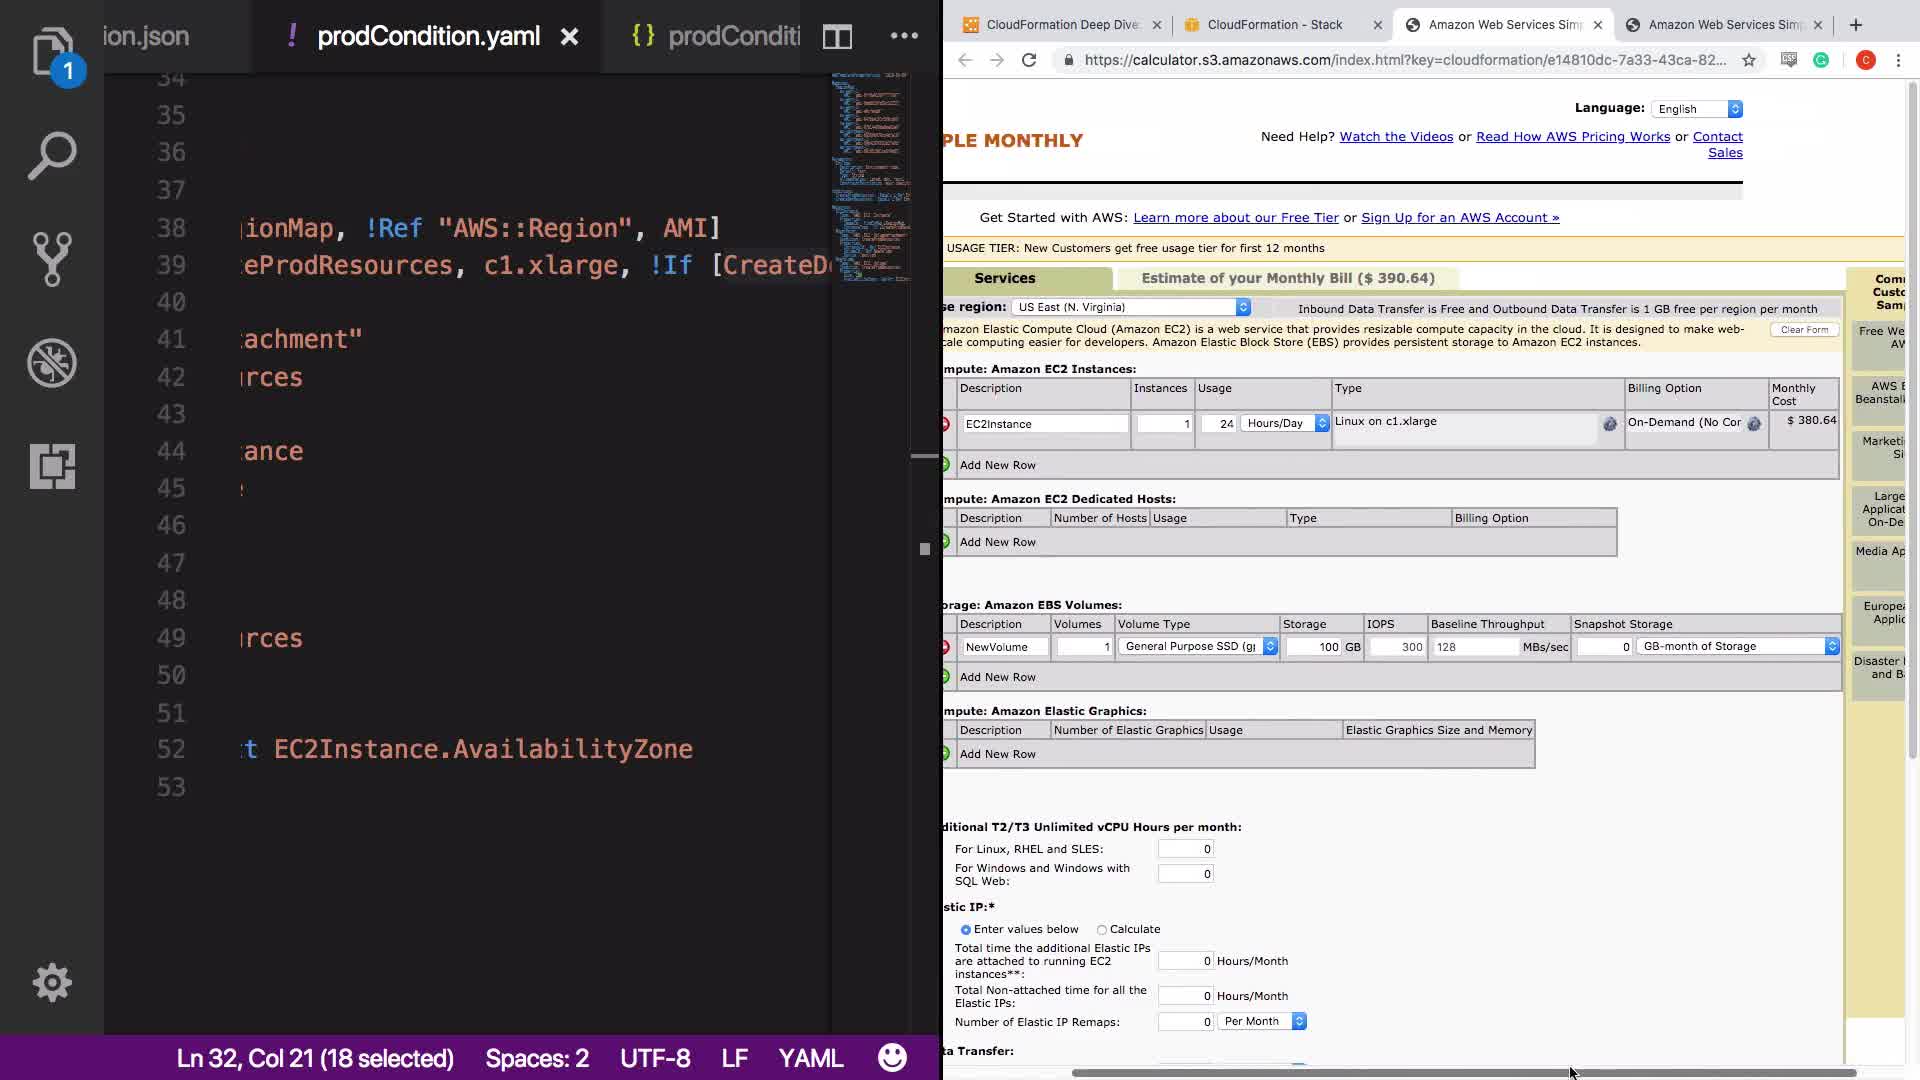 ion.json
! prodCondition.yaml
{} prodConditi
1
34
35
36
37
38 ionMap, !Ref "AWS::Region", AMI]
39 eProdResources, c1.xlarge, !If [CreateD
40
41 achment"
42 rces
43
44 ance
45
46
47
48
49 rces
50
51
52 t EC2Instance.AvailabilityZone
53
Ln 32, Col 21 (18 selected) Spaces: 2 UTF-8 LF YAML
CloudFormation Deep Dive
CloudFormation - Stack
Amazon Web Services Simp
Amazon Web Services Simp
https://calculator.s3.amazonaws.com/index.html?key=cloudformation/e14810dc-7a33-43ca-82...
C
Language: English
PLE MONTHLY
Need Help? Watch the Videos or Read How AWS Pricing Works or Contact
Sales
Get Started with AWS: Learn more about our Free Tier or Sign Up for an AWS Account »
USAGE TIER: New Customers get free usage tier for first 12 months
Services
Estimate of your Monthly Bill ($ 390.64)
se region: US East (N. Virginia)
Inbound Data Transfer is Free and Outbound Data Transfer is 1 GB free per region per month
mazon Elastic Compute Cloud (Amazon EC2) is a web service that provides resizable compute capacity in the cloud. It is designed to make web-
cale computing easier for developers. Amazon Elastic Block Store (EBS) provides persistent storage to Amazon EC2 instances.
Clear Form
mpute: Amazon EC2 Instances:
Description Instances Usage Type Billing Option Monthly
Cost
EC2Instance 1 24 Hours/Day Linux on c1.xlarge On-Demand (No Cor $ 380.64
Add New Row
mpute: Amazon EC2 Dedicated Hosts:
Description Number of Hosts Usage Type Billing Option
Add New Row
orage: Amazon EBS Volumes:
Description Volumes Volume Type Storage IOPS Baseline Throughput Snapshot Storage
NewVolume 1 General Purpose SSD (g 100 GB 300 128 MBs/sec 0 GB-month of Storage
Add New Row
mpute: Amazon Elastic Graphics:
Description Number of Elastic Graphics Usage Elastic Graphics Size and Memory
Add New Row
ditional T2/T3 Unlimited vCPU Hours per month:
For Linux, RHEL and SLES: 0
For Windows and Windows with
SQL Web: 0
stic IP:*
Enter values below Calculate
Total time the additional Elastic IPs
are attached to running EC2
instances**: 0 Hours/Month
Total Non-attached time for all the
Elastic IPs: 0 Hours/Month
Number of Elastic IP Remaps: 0 Per Month
ta Transfer:
Com
Custo
Sam
Free We
AW
AWS E
Beanstalk
Marketi
Si
Large
Applicat
On-De
Media Ap
Europea
Applic
Disaster
and B